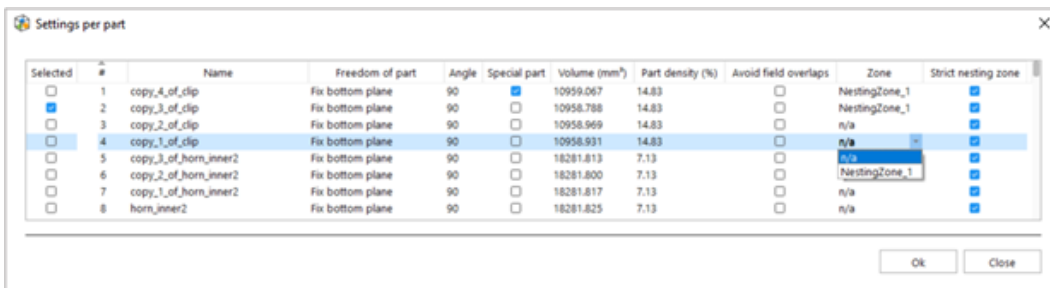 Settings per part
Selected # Name Freedom of part Angle Special part Volume (mm³) Part density (%) Avoid field overlaps Zone Strict nesting zone
1 copy_4_of_clip Fix bottom plane 90 10959.067 14.83 NestingZone_1
2 copy_3_of_clip Fix bottom plane 90 10958.788 14.83 NestingZone_1
3 copy_2_of_clip Fix bottom plane 90 10958.969 14.83 n/a
4 copy_1_of_clip Fix bottom plane 90 10958.931 14.83 n/a
5 copy_3_of_horn_inner2 Fix bottom plane 90 18281.813 7.13 n/a
6 copy_2_of_horn_inner2 Fix bottom plane 90 18281.800 7.13 NestingZone_1
7 copy_1_of_horn_inner2 Fix bottom plane 90 18281.817 7.13 n/a
8 horn_inner2 Fix bottom plane 90 18281.825 7.13 n/a
Ok Close